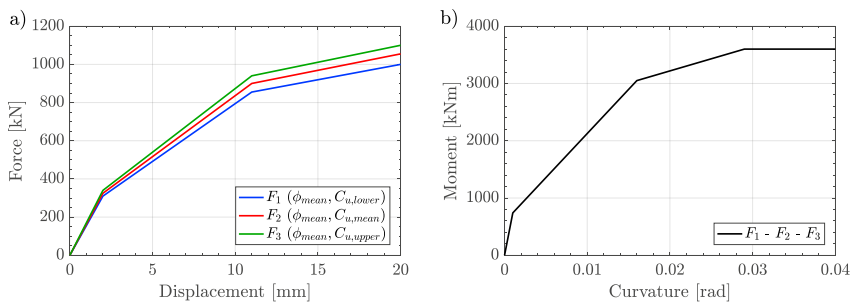 a)
1200
1000
800
600
400
200
0
Force [kN]
F₁ (ϕmean, Cu,lower)
F₂ (ϕmean, Cu,mean)
F₃ (ϕmean, Cu,upper)
0 5 10 15 20
Displacement [mm]
b)
4000
3000
2000
1000
0
Moment [kNm]
F₁ - F₂ - F₃
0 0.01 0.02 0.03 0.04
Curvature [rad]